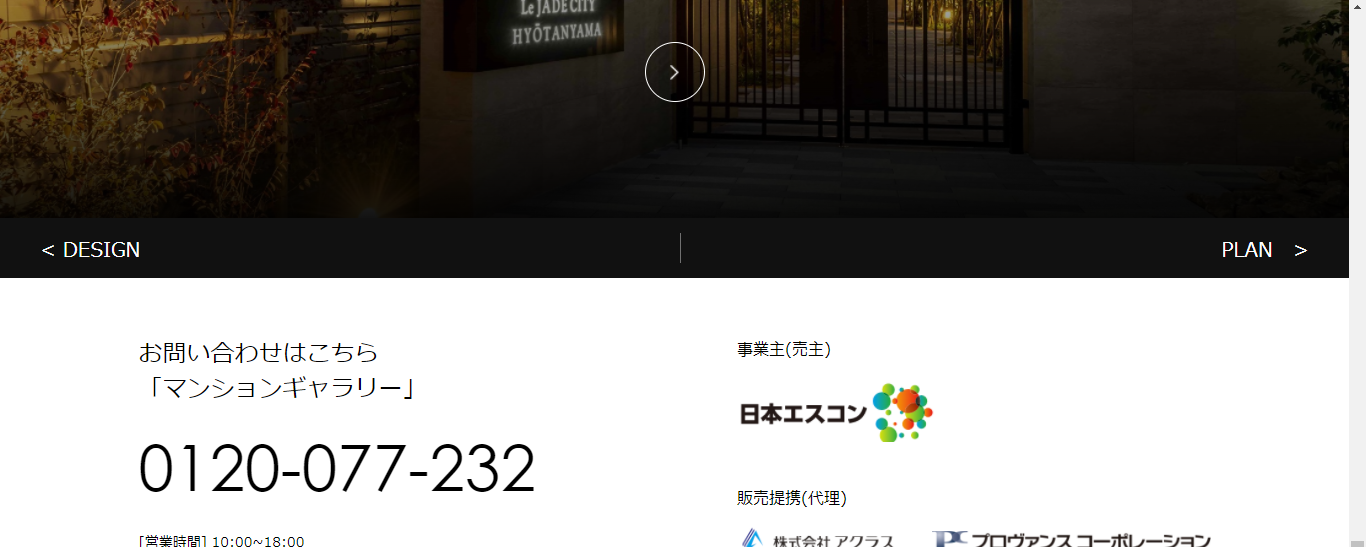 Le JADE CITY
HYŌTANYAMA
< DESIGN
PLAN >
お問い合わせはこちら
「マンションギャラリー」
0120-077-232
[営業時間] 10:00~18:00
事業主(売主)
日本エスコン
販売提携(代理)
株式会社 アクラス
プロヴァンス コーポレーション